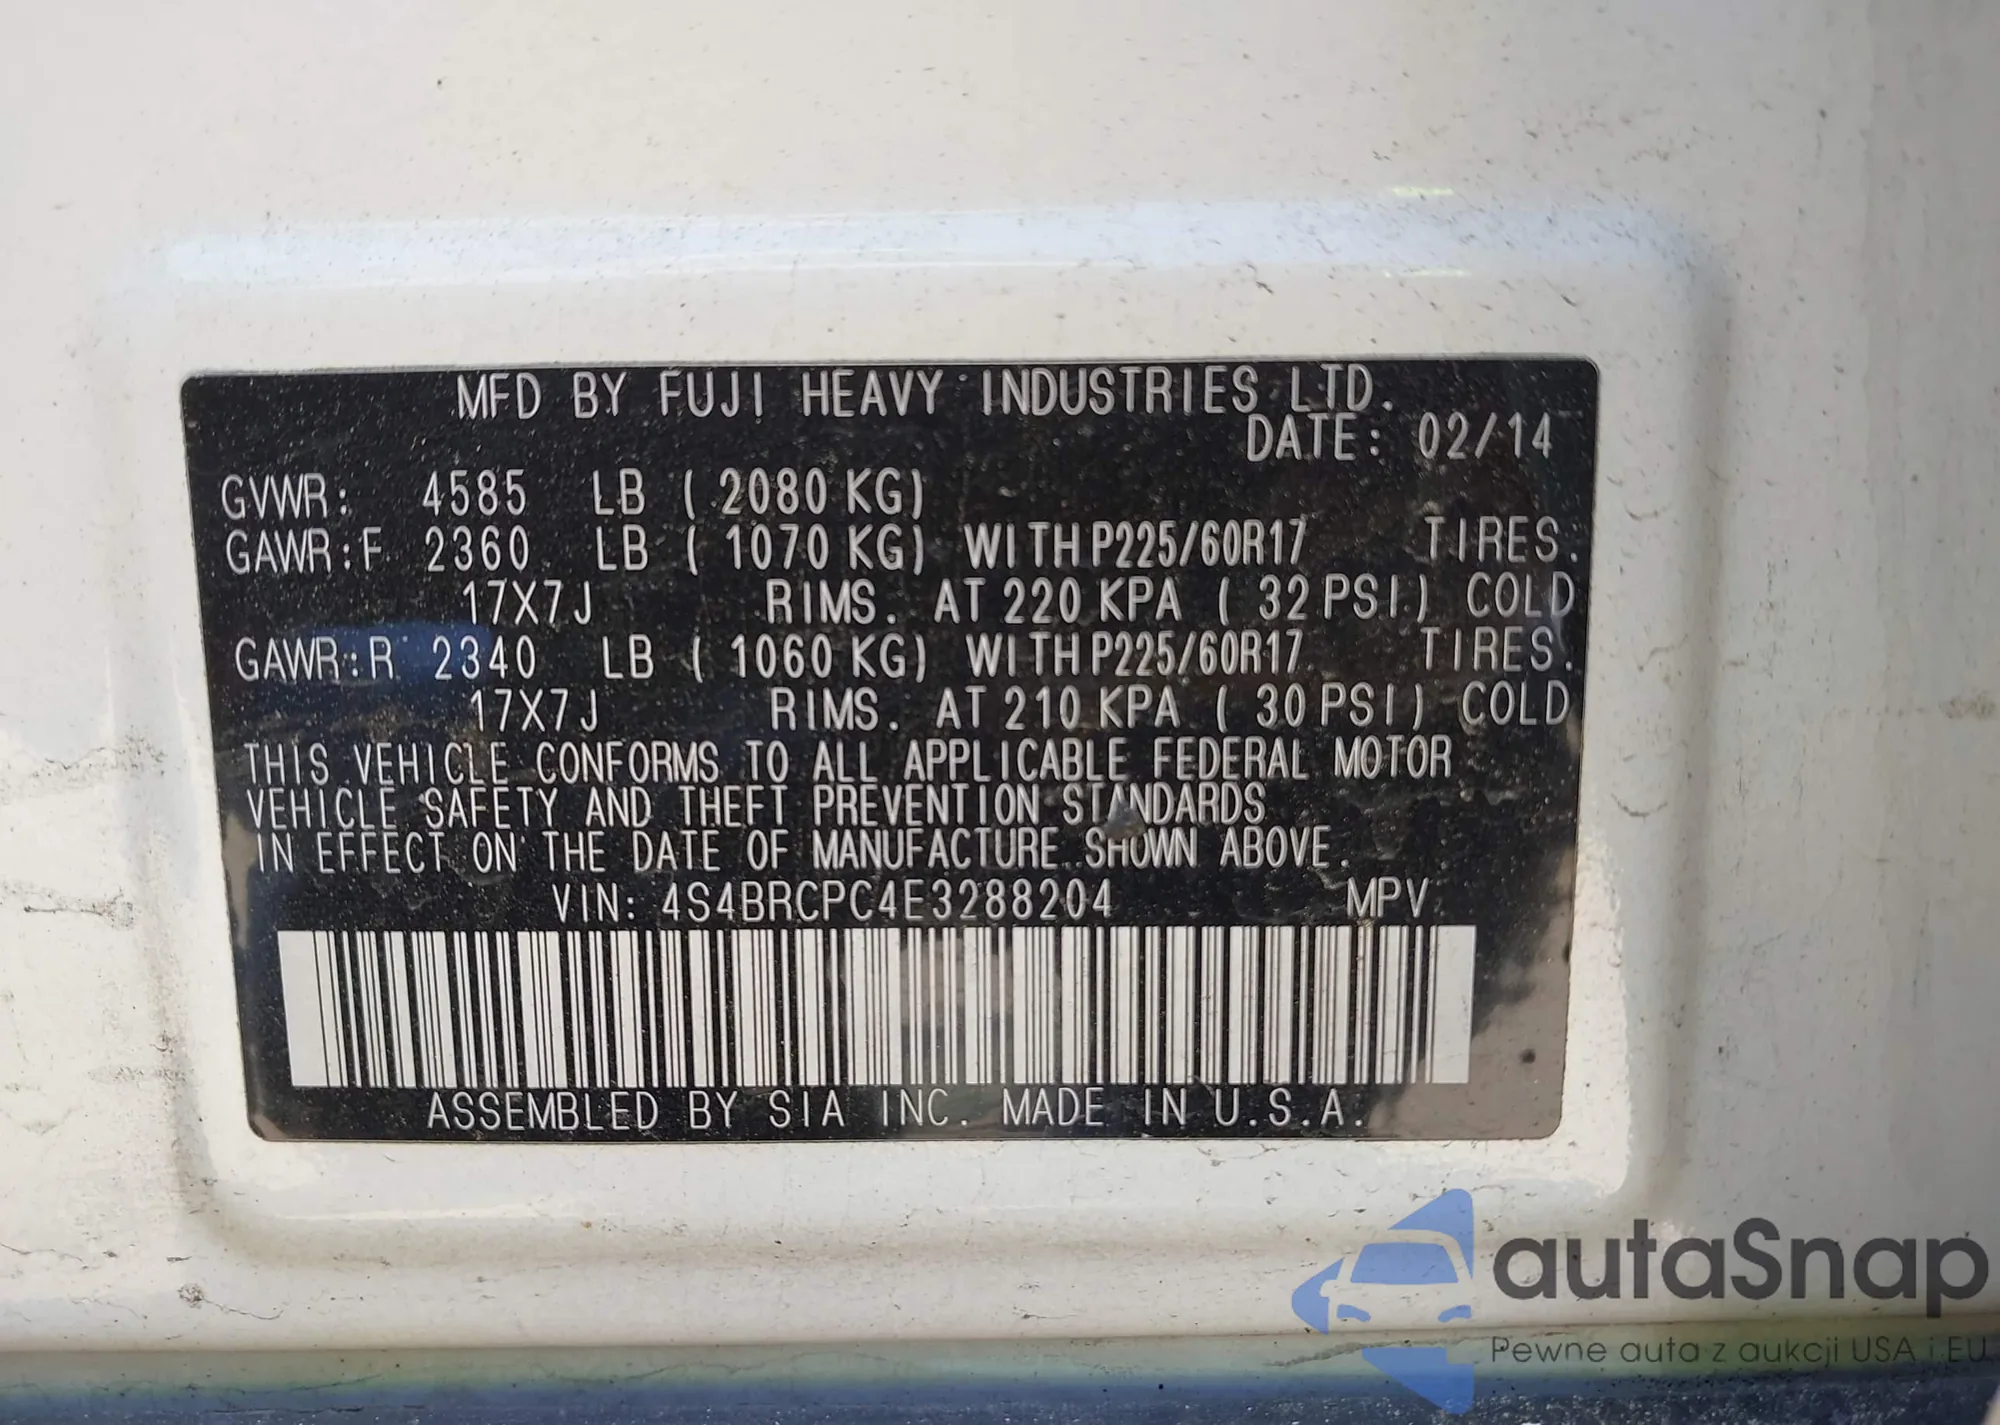 MFD BY FUJI HEAVY INDUSTRIES LTD.
DATE: 02/14
GVWR: 4585 LB ( 2080 KG)
GAWR:F 2360 LB ( 1070 KG) WITH P225/60R17 TIRES.
17X7J RIMS. AT 220 KPA ( 32 PSI) COLD
GAWR:R 2340 LB ( 1060 KG) WITH P225/60R17 TIRES.
17X7J RIMS. AT 210 KPA ( 30 PSI) COLD
THIS VEHICLE CONFORMS TO ALL APPLICABLE FEDERAL MOTOR
VEHICLE SAFETY AND THEFT PREVENTION STANDARDS
IN EFFECT ON THE DATE OF MANUFACTURE SHOWN ABOVE.
VIN: 4S4BRCPC4E3288204 MPV
ASSEMBLED BY SIA INC. MADE IN U.S.A.
autaSnap
Pewne auta z aukcji USA i EU